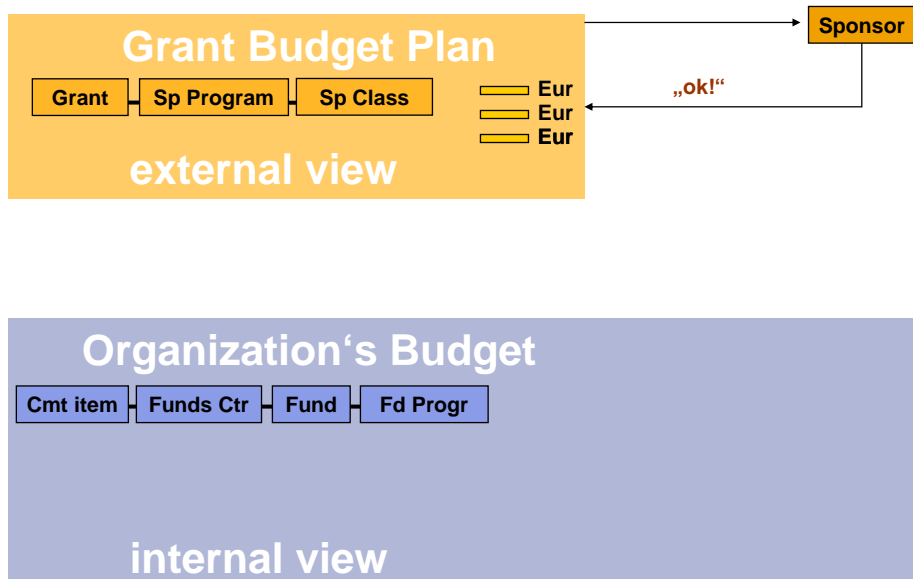 Sponsor
Grant Budget Plan
Grant Sp Program Sp Class
Eur
Eur
Eur
„ok!“
external view
Organization‘s Budget
Cmt item Funds Ctr Fund Fd Progr
internal view